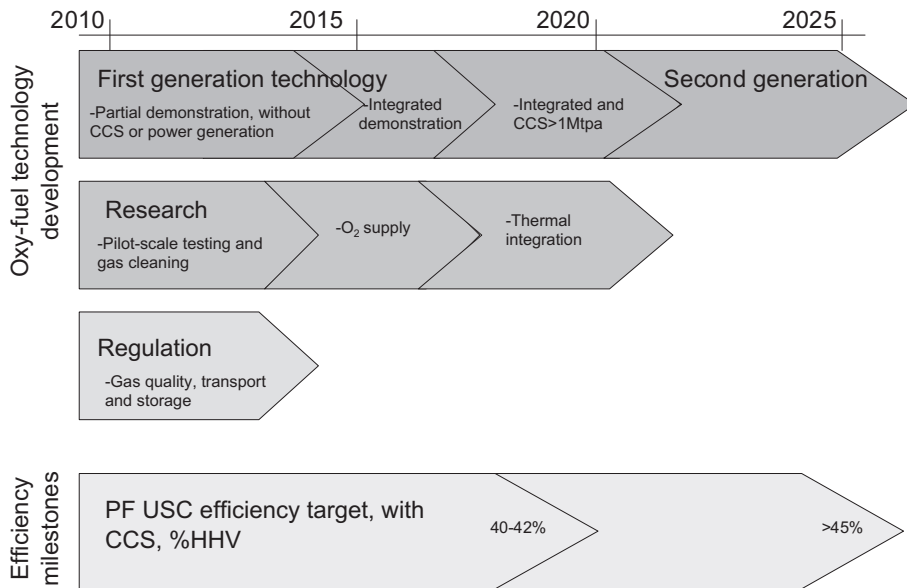 2010 2015 2020 2025
Oxy-fuel technology
development
First generation technology
-Partial demonstration, without
CCS or power generation
-Integrated
demonstration
-Integrated and
CCS>1Mtpa
Second generation
Research
-Pilot-scale testing and
gas cleaning
-O₂ supply
-Thermal
integration
Regulation
-Gas quality, transport
and storage
Efficiency
milestones
PF USC efficiency target, with
CCS, %HHV
40-42%
>45%